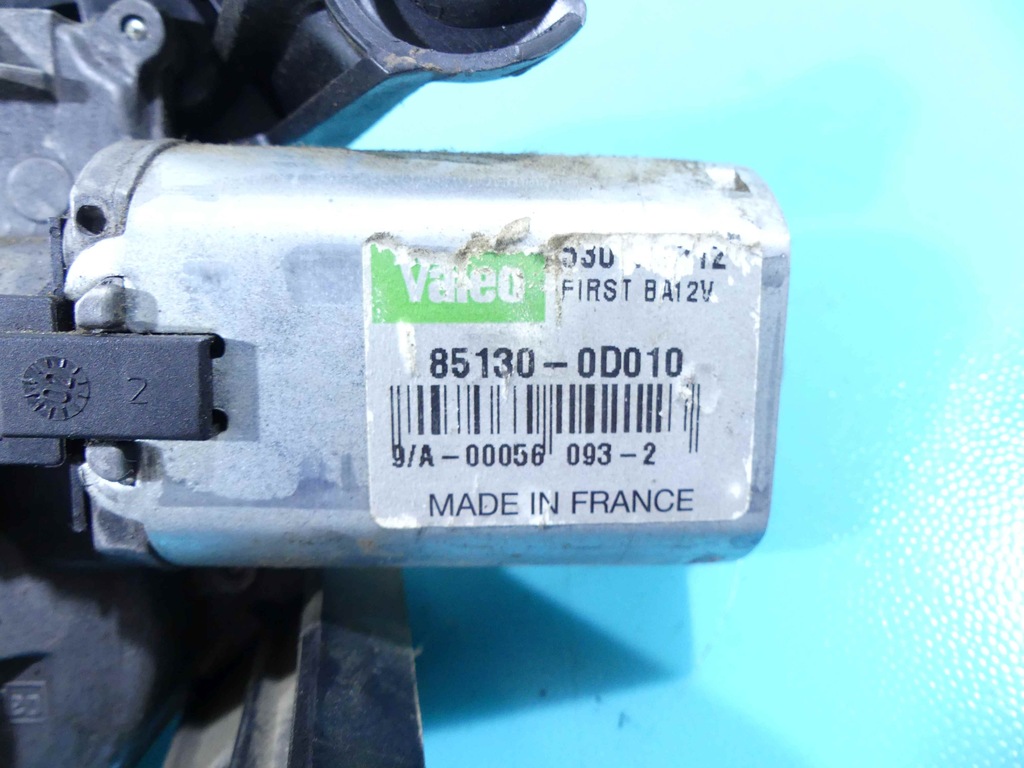 Valeo
FIRST BA12V
85130-0D010
9/A-00056 093-2
MADE IN FRANCE
2